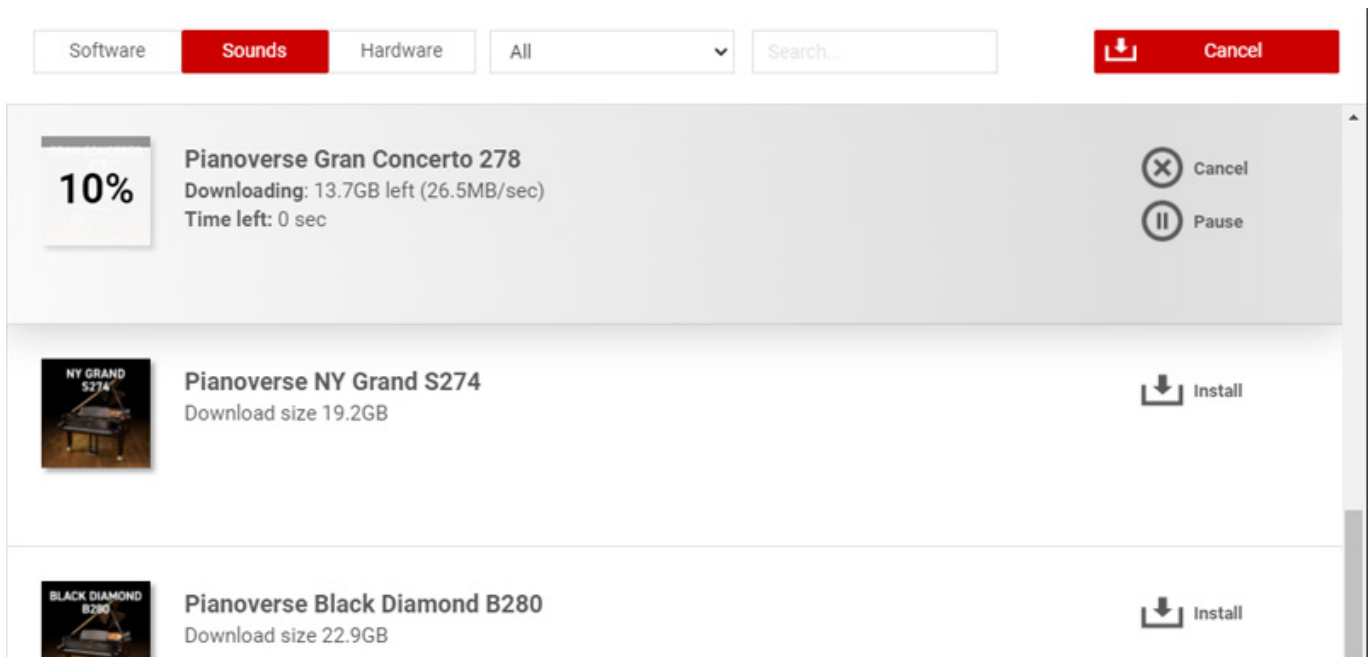 Software Sounds Hardware All Search... Cancel
10%
Pianoverse Gran Concerto 278
Downloading: 13.7GB left (26.5MB/sec)
Time left: 0 sec
Cancel
Pause
NY GRAND
S274
Pianoverse NY Grand S274
Download size 19.2GB
Install
BLACK DIAMOND
B280
Pianoverse Black Diamond B280
Download size 22.9GB
Install